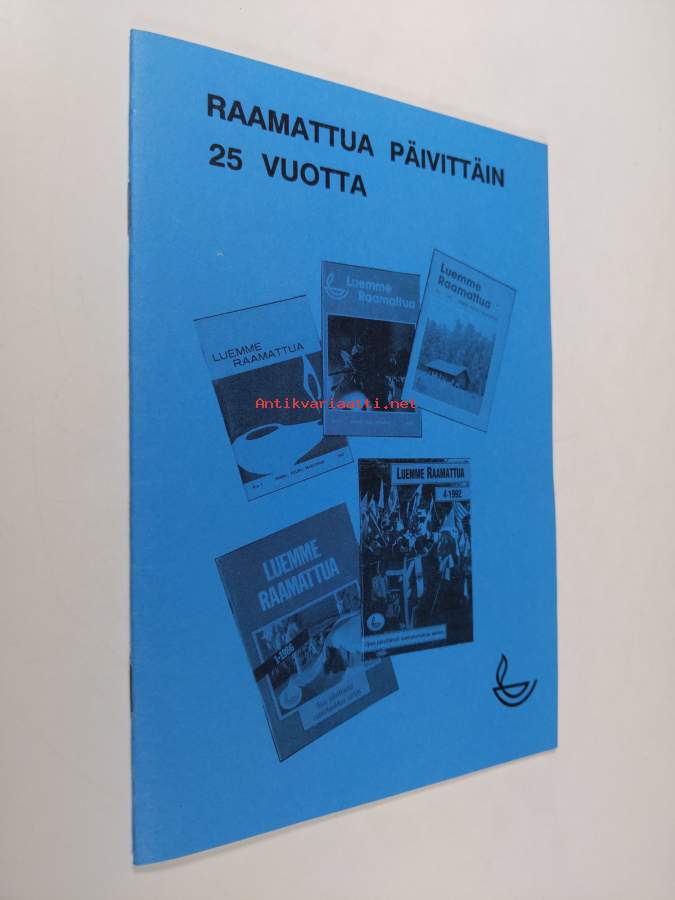 RAAMATTUA PÄIVITTÄIN
25 VUOTTA
Luemme
Raamattua
Luemme
Raamattua
LUEMME
RAAMATTUA
Antikvariaatti.net
LUEMME RAAMATTUA
4-1992
LUEMME
RAAMATTUA